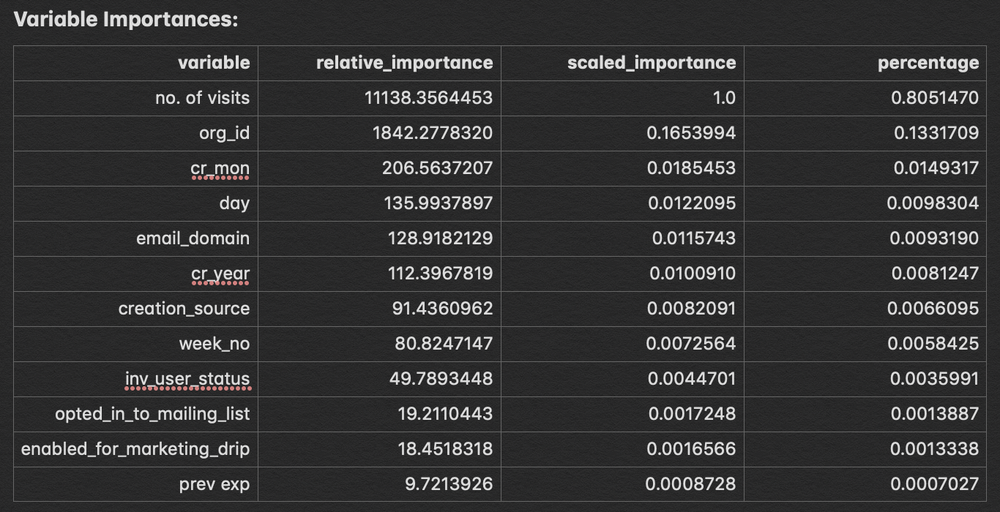 Variable Importances:
variable relative_importance scaled_importance percentage
no. of visits 11138.3564453 1.0 0.8051470
org_id 1842.2778320 0.1653994 0.1331709
cr_mon 206.5637207 0.0185453 0.0149317
day 135.9937897 0.0122095 0.0098304
email_domain 128.9182129 0.0115743 0.0093190
cr_year 112.3967819 0.0100910 0.0081247
creation_source 91.4360962 0.0082091 0.0066095
week_no 80.8247147 0.0072564 0.0058425
inv_user_status 49.7893448 0.0044701 0.0035991
opted_in_to_mailing_list 19.2110443 0.0017248 0.0013887
enabled_for_marketing_drip 18.4518318 0.0016566 0.0013338
prev exp 9.7213926 0.0008728 0.0007027